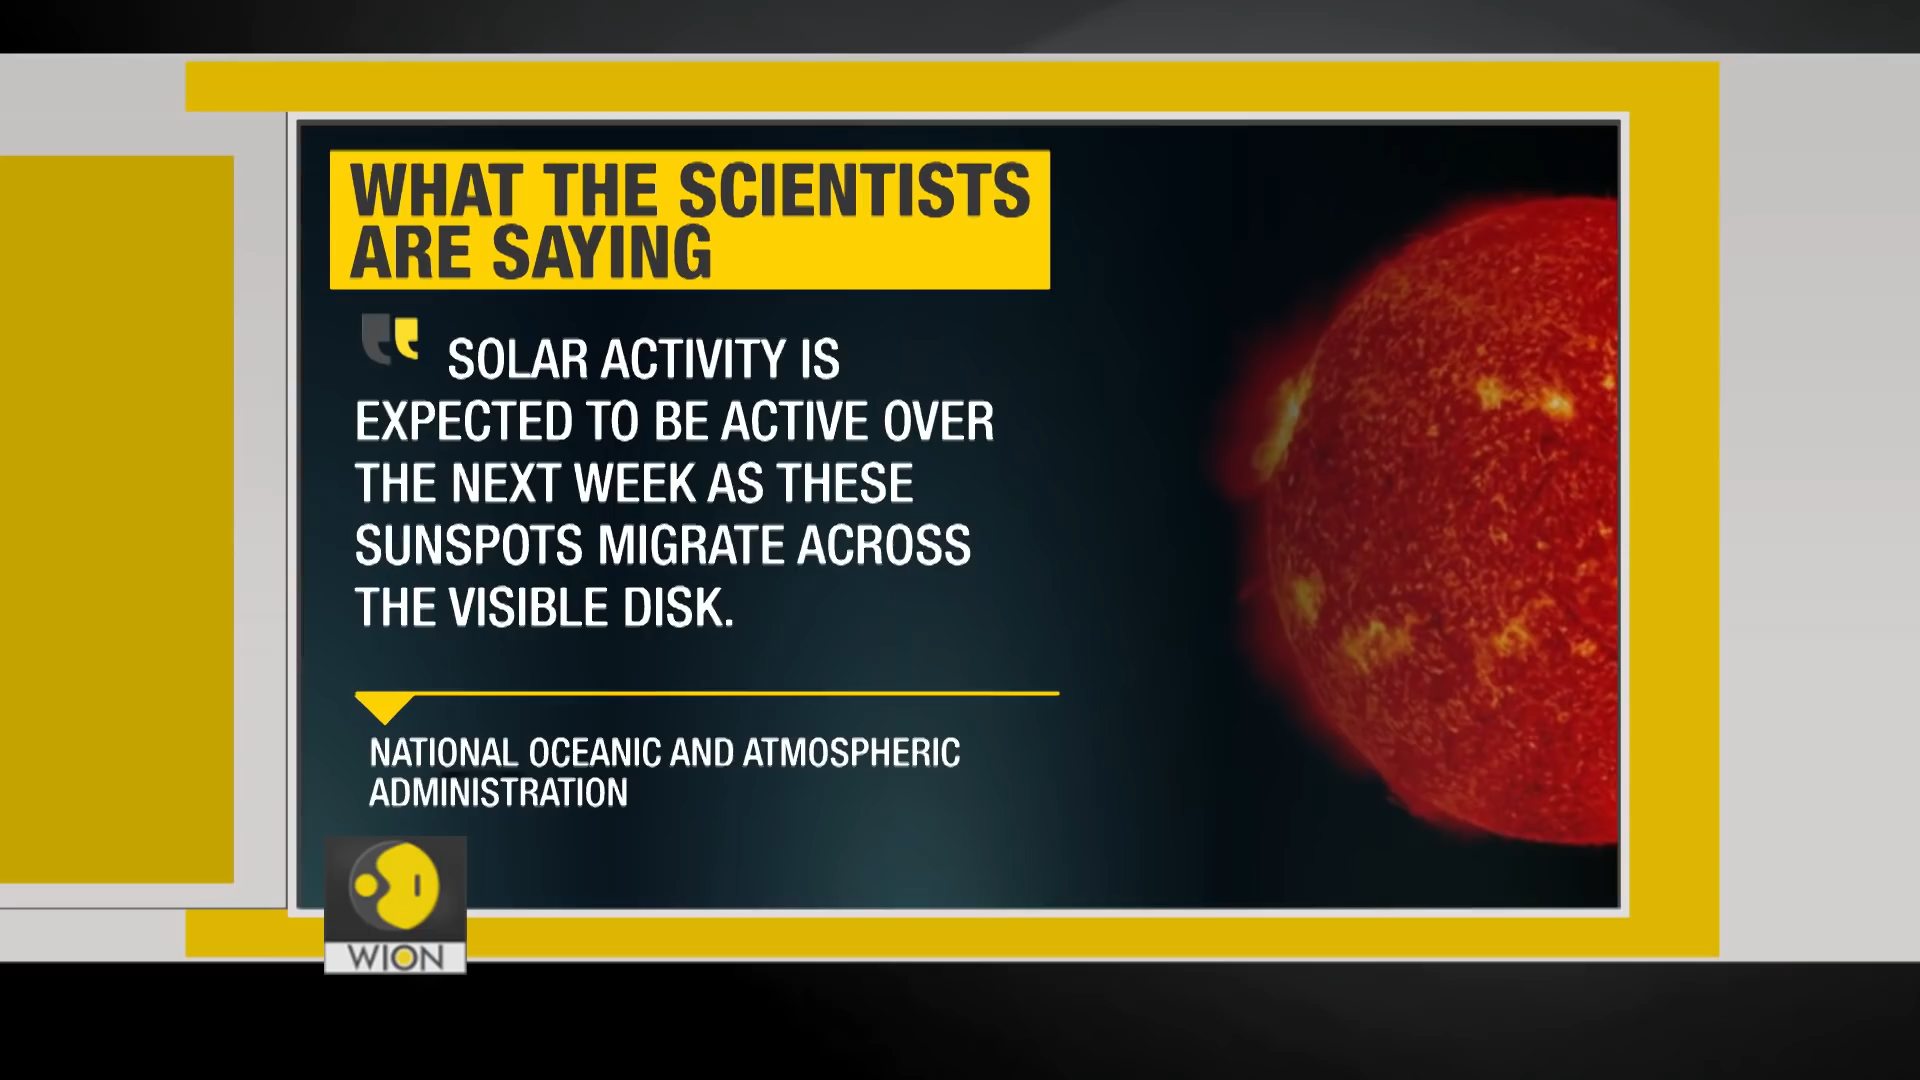 WHAT THE SCIENTISTS
ARE SAYING
SOLAR ACTIVITY IS
EXPECTED TO BE ACTIVE OVER
THE NEXT WEEK AS THESE
SUNSPOTS MIGRATE ACROSS
THE VISIBLE DISK.
NATIONAL OCEANIC AND ATMOSPHERIC
ADMINISTRATION
WION